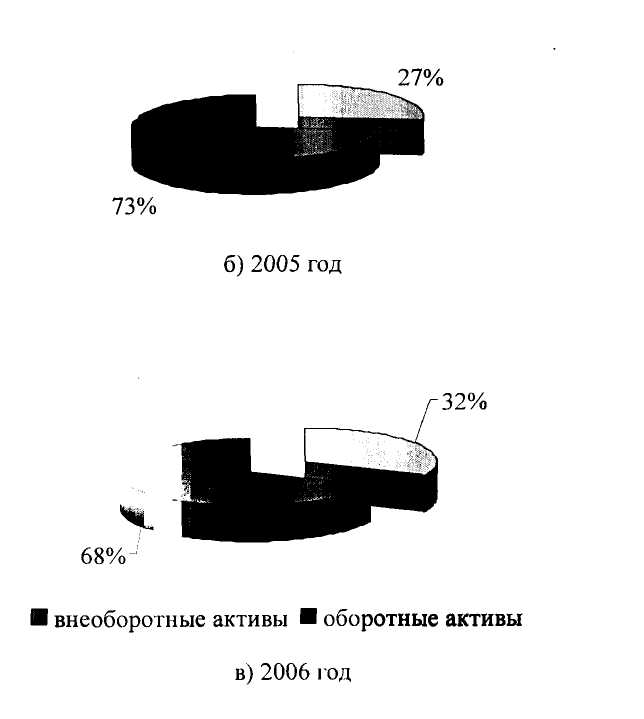 27%
73%
б) 2005 год
32%
68%
внеоборотные активы оборотные активы
в) 2006 год